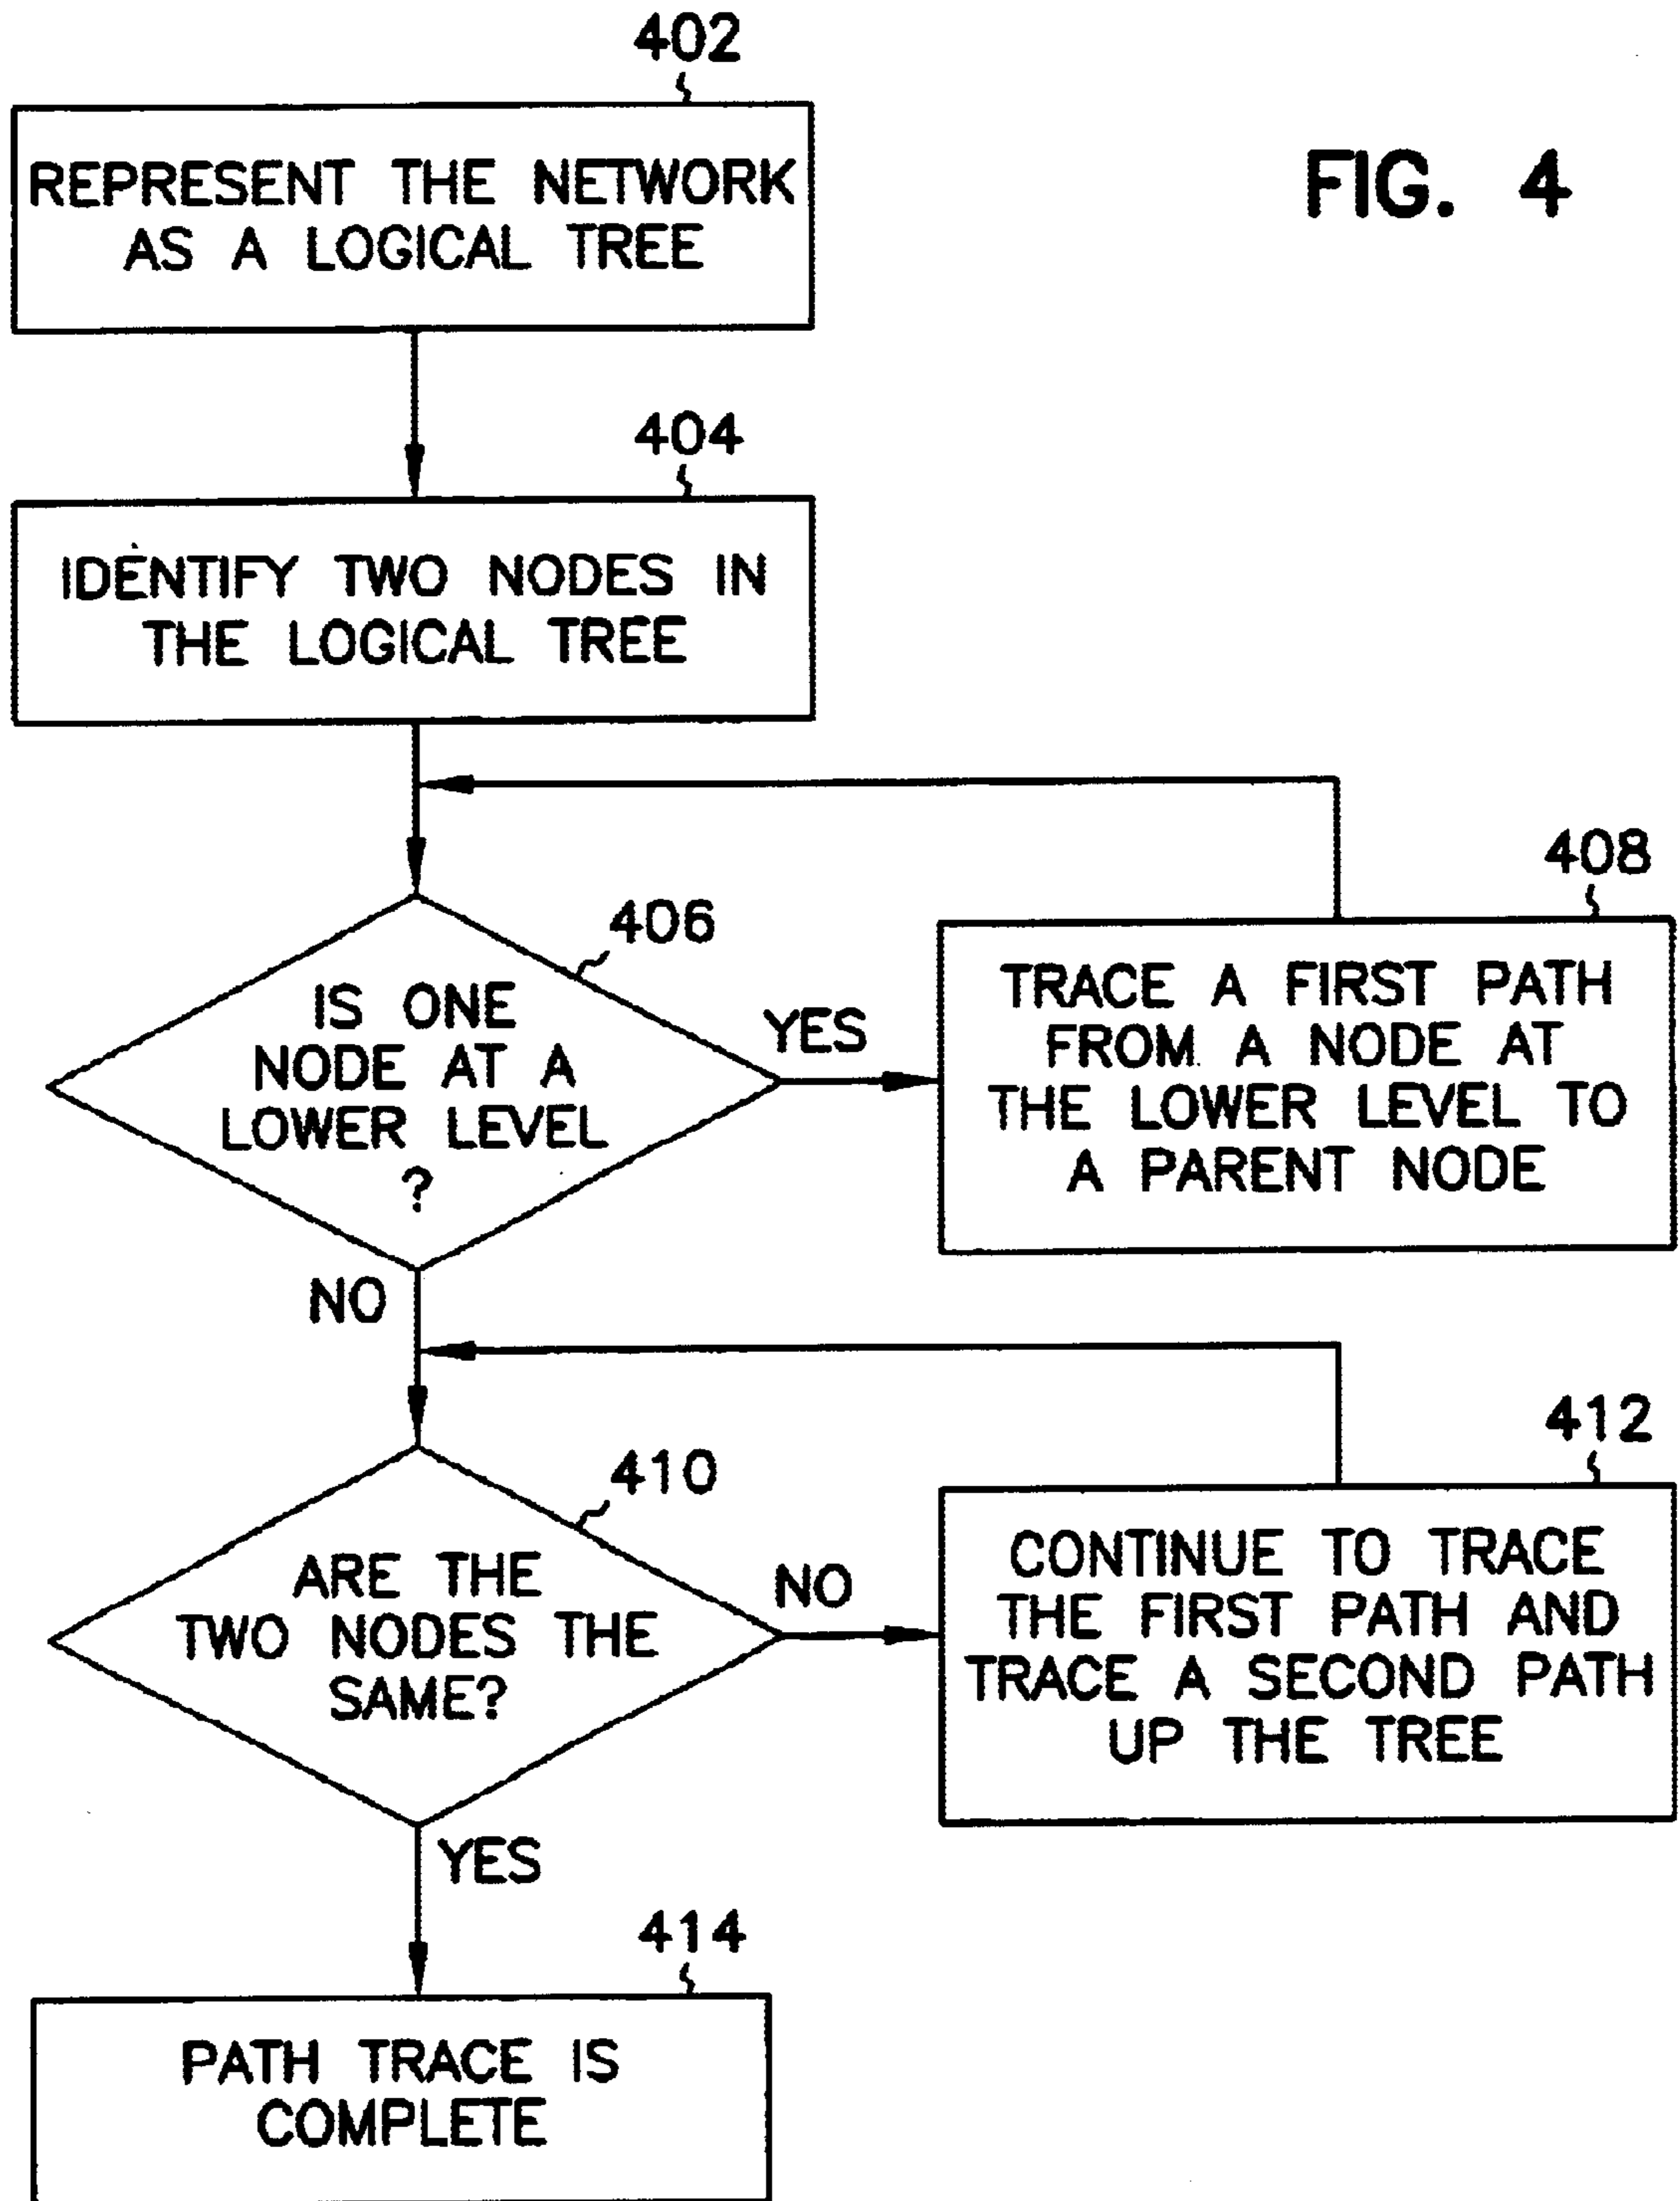 402
REPRESENT THE NETWORK
AS A LOGICAL TREE
FIG. 4
404
IDENTIFY TWO NODES IN
THE LOGICAL TREE
406
IS ONE
NODE AT A
LOWER LEVEL
?
YES
408
TRACE A FIRST PATH
FROM A NODE AT
THE LOWER LEVEL TO
A PARENT NODE
NO
410
ARE THE
TWO NODES THE
SAME?
NO
412
CONTINUE TO TRACE
THE FIRST PATH AND
TRACE A SECOND PATH
UP THE TREE
YES
414
PATH TRACE IS
COMPLETE